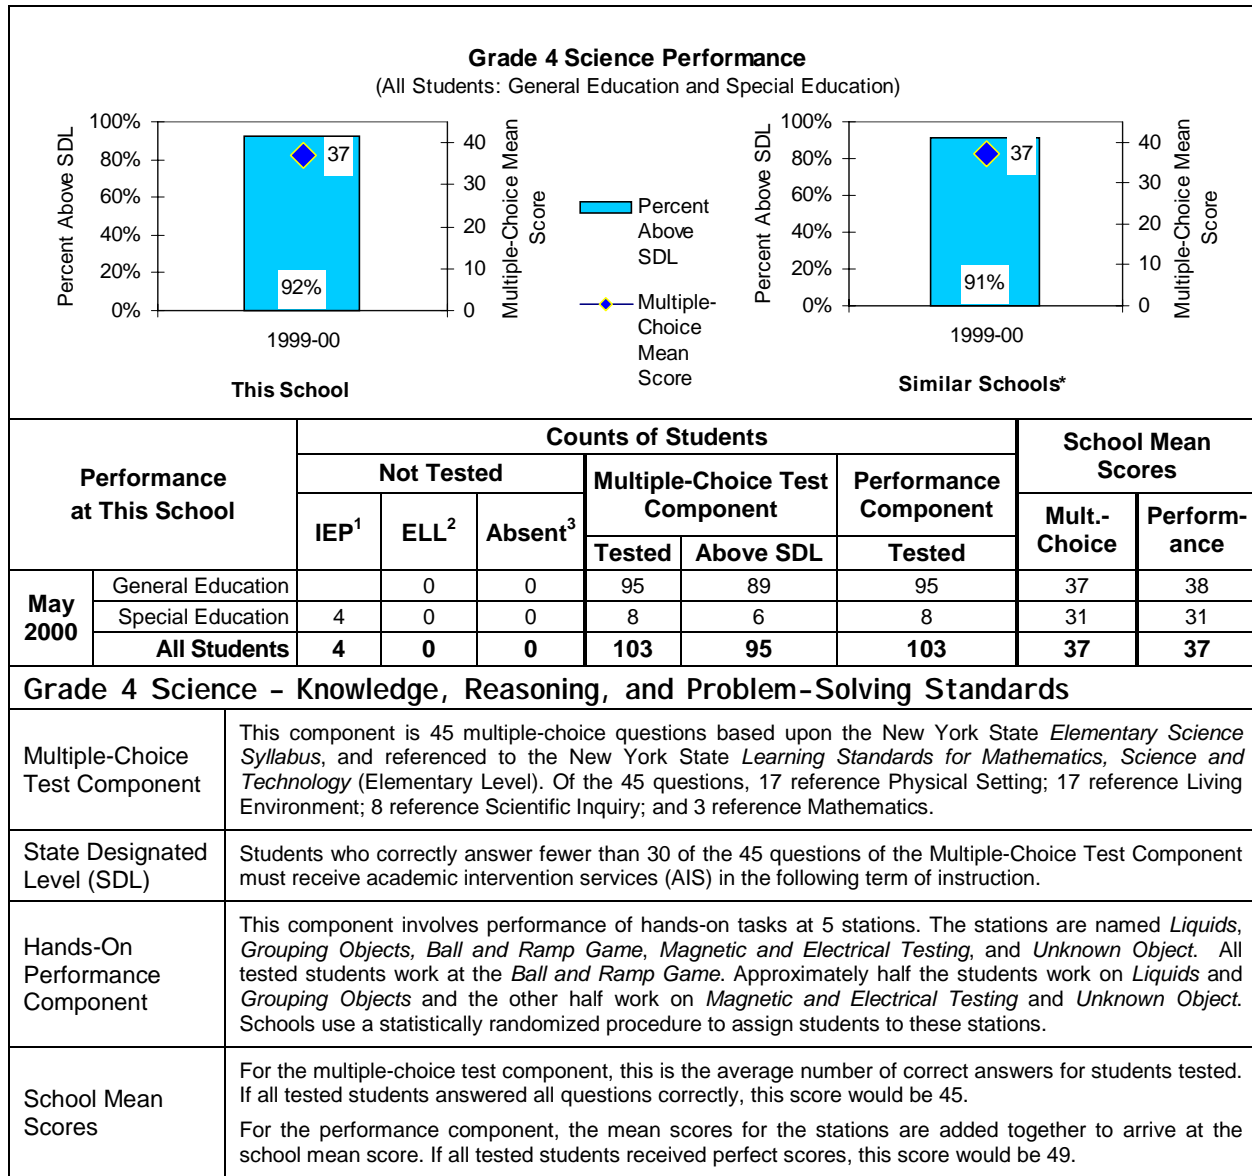 Grade 4 Science Performance
(All Students: General Education and Special Education)
Percent Above SDL
100%
80%
60%
40%
20%
0%
37
92%
40
30
20
10
0
Multiple-Choice Mean
Score
1999-00
This School
Percent
Above
SDL
Multiple-
Choice
Mean
Score
Percent Above SDL
100%
80%
60%
40%
20%
0%
37
91%
40
30
20
10
0
Multiple-Choice Mean
Score
1999-00
Similar Schools*
Performance
at This School
Counts of Students
School Mean
Scores
Not Tested
Multiple-Choice Test
Component
Performance
Component
IEP1 ELL2 Absent3
Tested Above SDL Tested
Mult.-
Choice
Perform-
ance
May
2000
General Education 0 0 95 89 95 37 38
Special Education 4 0 0 8 6 8 31 31
All Students 4 0 0 103 95 103 37 37
Grade 4 Science – Knowledge, Reasoning, and Problem-Solving Standards
Multiple-Choice
Test Component
This component is 45 multiple-choice questions based upon the New York State Elementary Science
Syllabus, and referenced to the New York State Learning Standards for Mathematics, Science and
Technology (Elementary Level). Of the 45 questions, 17 reference Physical Setting; 17 reference Living
Environment; 8 reference Scientific Inquiry; and 3 reference Mathematics.
State Designated
Level (SDL)
Students who correctly answer fewer than 30 of the 45 questions of the Multiple-Choice Test Component
must receive academic intervention services (AIS) in the following term of instruction.
Hands-On
Performance
Component
This component involves performance of hands-on tasks at 5 stations. The stations are named Liquids,
Grouping Objects, Ball and Ramp Game, Magnetic and Electrical Testing, and Unknown Object. All
tested students work at the Ball and Ramp Game. Approximately half the students work on Liquids and
Grouping Objects and the other half work on Magnetic and Electrical Testing and Unknown Object.
Schools use a statistically randomized procedure to assign students to these stations.
School Mean
Scores
For the multiple-choice test component, this is the average number of correct answers for students tested.
If all tested students answered all questions correctly, this score would be 45.
For the performance component, the mean scores for the stations are added together to arrive at the
school mean score. If all tested students received perfect scores, this score would be 49.